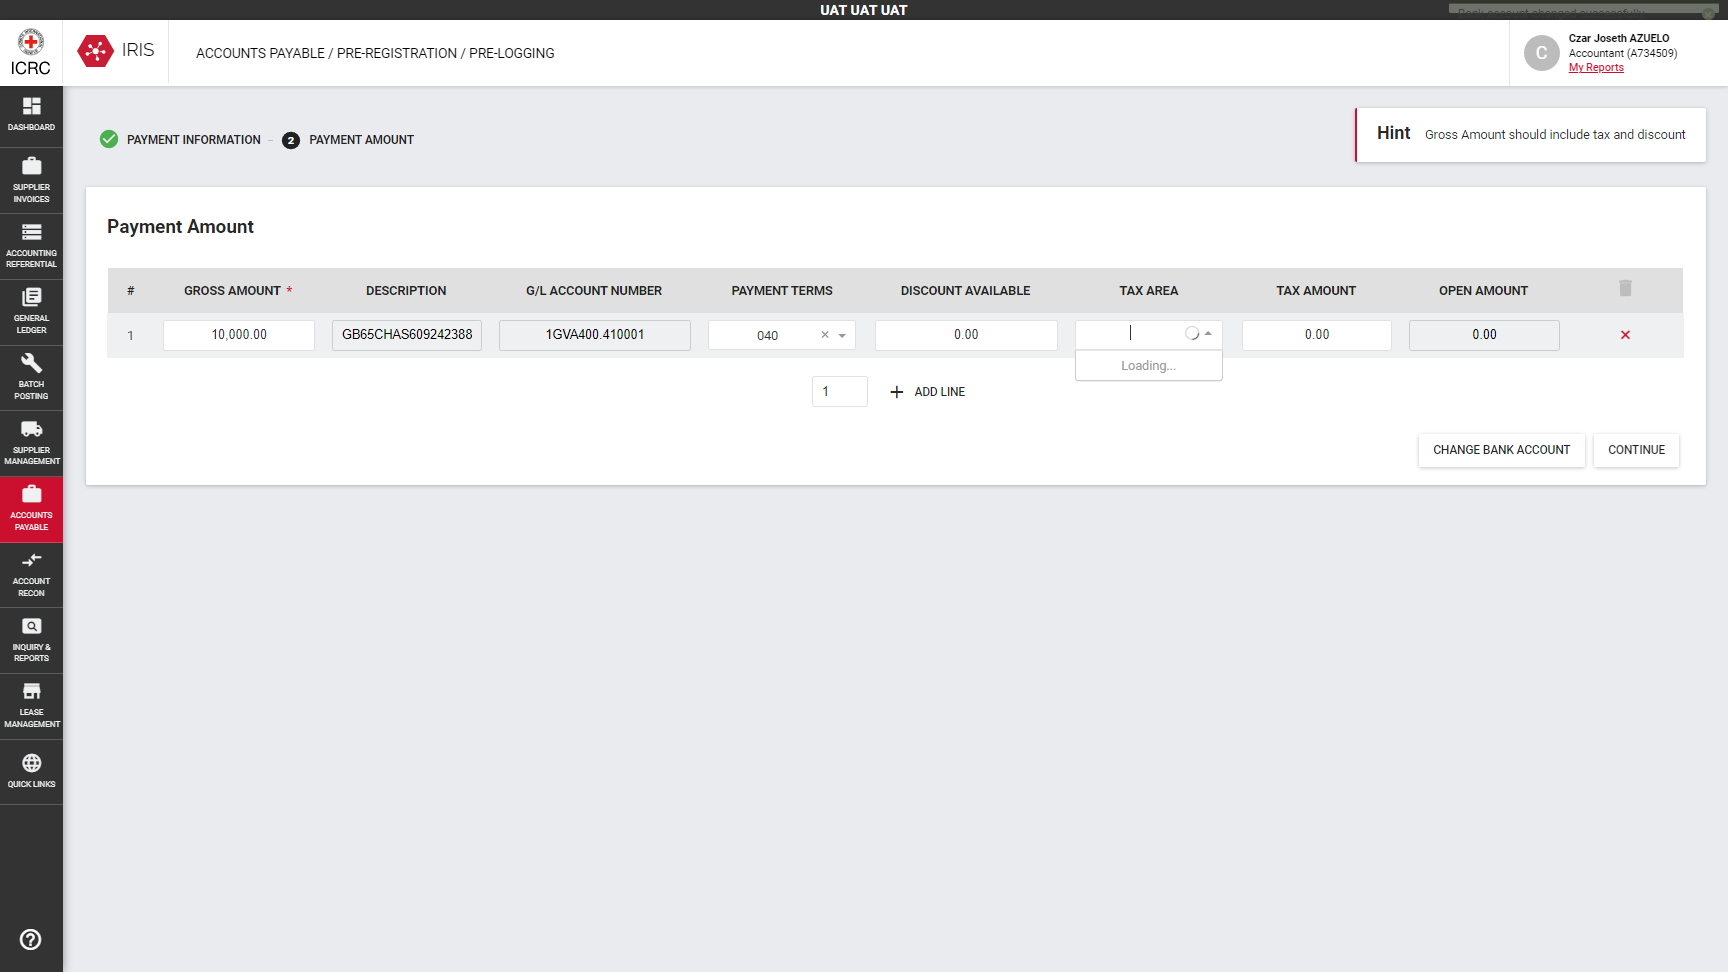 UAT UAT UAT
Bank account changed successfully
ICRC
IRIS
ACCOUNTS PAYABLE / PRE-REGISTRATION / PRE-LOGGING
C
Czar Joseth AZUELO
Accountant (A734509)
My Reports
DASHBOARD
SUPPLIER
INVOICES
ACCOUNTING
REFERENTIAL
GENERAL
LEDGER
BATCH
POSTING
SUPPLIER
MANAGEMENT
ACCOUNTS
PAYABLE
ACCOUNT
RECON
INQUIRY &
REPORTS
LEASE
MANAGEMENT
QUICK LINKS
PAYMENT INFORMATION
2 PAYMENT AMOUNT
Hint Gross Amount should include tax and discount
Payment Amount
# GROSS AMOUNT * DESCRIPTION G/L ACCOUNT NUMBER PAYMENT TERMS DISCOUNT AVAILABLE TAX AREA TAX AMOUNT OPEN AMOUNT
1 10,000.00 GB65CHAS609242388 1GVA400.410001 040 × 0.00 0.00 0.00 ×
Loading...
1 + ADD LINE
CHANGE BANK ACCOUNT CONTINUE